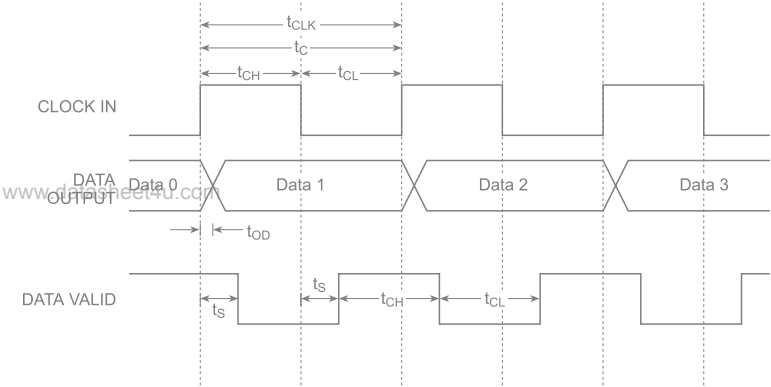 tCLK
tC
tCH
tCL
CLOCK IN
DATA OUTPUT
Data 0
Data 1
Data 2
Data 3
www.datasheet4u.com
tOD
DATA VALID
tS
tS
tCH
tCL